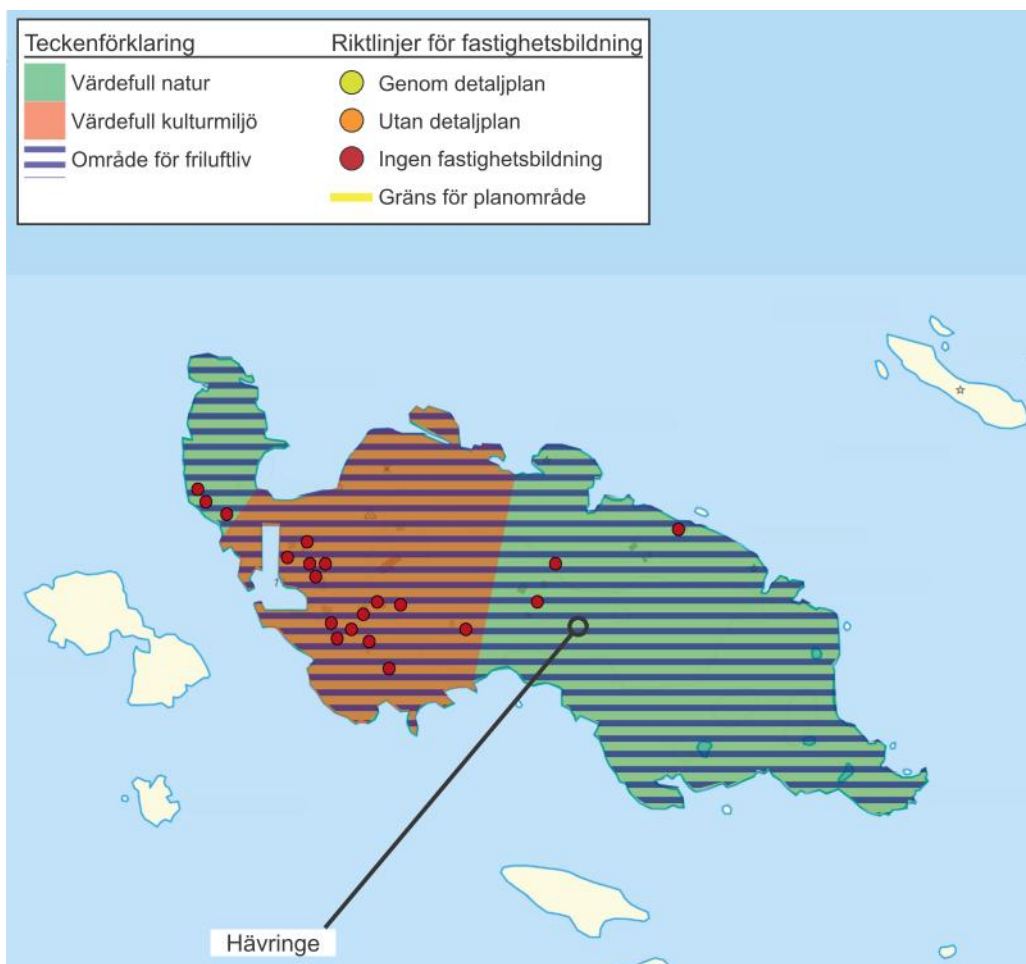 Teckenförklaring
Värdefull natur
Värdefull kulturmiljö
Område för friluftliv
Riktlinjer för fastighetsbildning
Genom detaljplan
Utan detaljplan
Ingen fastighetsbildning
Gräns för planområde
Hävringe